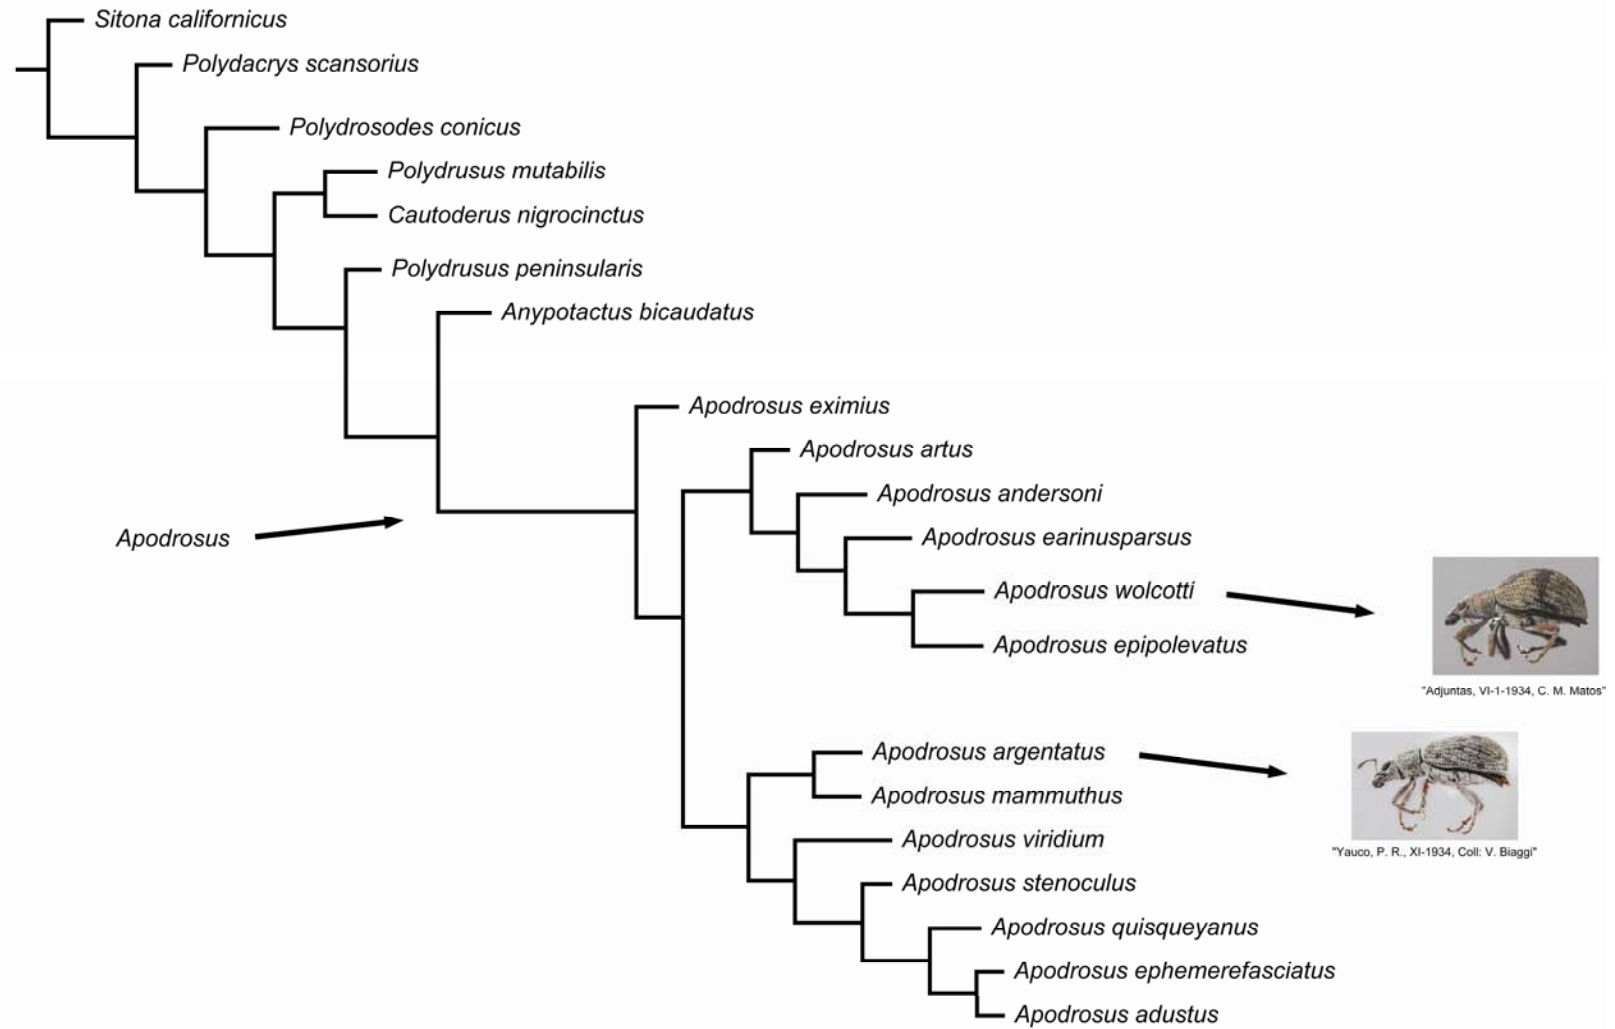 Sitona californicus
Polydacrys scansorius
Polydrosodes conicus
Polydrusus mutabilis
Cautoderus nigrocinctus
Polydrusus peninsularis
Anypotactus bicaudatus
Apodrosus eximius
Apodrosus artus
Apodrosus andersoni
Apodrosus
Apodrosus earinusparsus
Apodrosus wolcotti
Apodrosus epipolevatus
"Adjuntas, VI-1-1934, C. M. Matos"
Apodrosus argentatus
Apodrosus mammuthus
Apodrosus viridium
"Yauco, P. R., XI-1934, Coll: V. Biaggi"
Apodrosus stenoculus
Apodrosus quisqueyanus
Apodrosus ephemerefasciatus
Apodrosus adustus